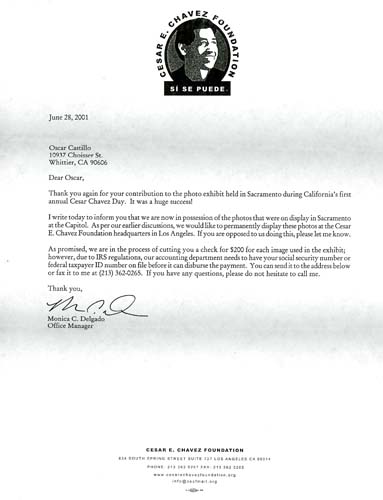 CESAR E. CHAVEZ FOUNDATION
SÍ SE PUEDE
June 28, 2001
Oscar Castillo
10937 Choisser St.
Whittier, CA 90606
Dear Oscar,
Thank you again for your contribution to the photo exhibit held in Sacramento during California's first
annual Cesar Chavez Day. It was a huge success!
I write today to inform you that we are now in possession of the photos that were on display in Sacramento
at the Capitol. As per our earlier discussions, we would like to permanently display these photos at the Cesar
E. Chavez Foundation headquarters in Los Angeles. If you are opposed to us doing this, please let me know.
As promised, we are in the process of cutting you a check for $200 for each image used in the exhibit;
however, due to IRS regulations, our accounting department needs to have your social security number or
federal taxpayer ID number on file before it can disburse the payment. You can send it to the address below
or fax it to me at (213) 362-0265. If you have any questions, please do not hesitate to call me.
Thank you,
Monica C. Delgado
Office Manager
CESAR E. CHAVEZ FOUNDATION
634 SOUTH SPRING STREET SUITE 727 LOS ANGELES CA 90014
PHONE 213 362 0267 FAX 213 362 0265
www.cesarechavezfoundation.org
info@cecfmail.org